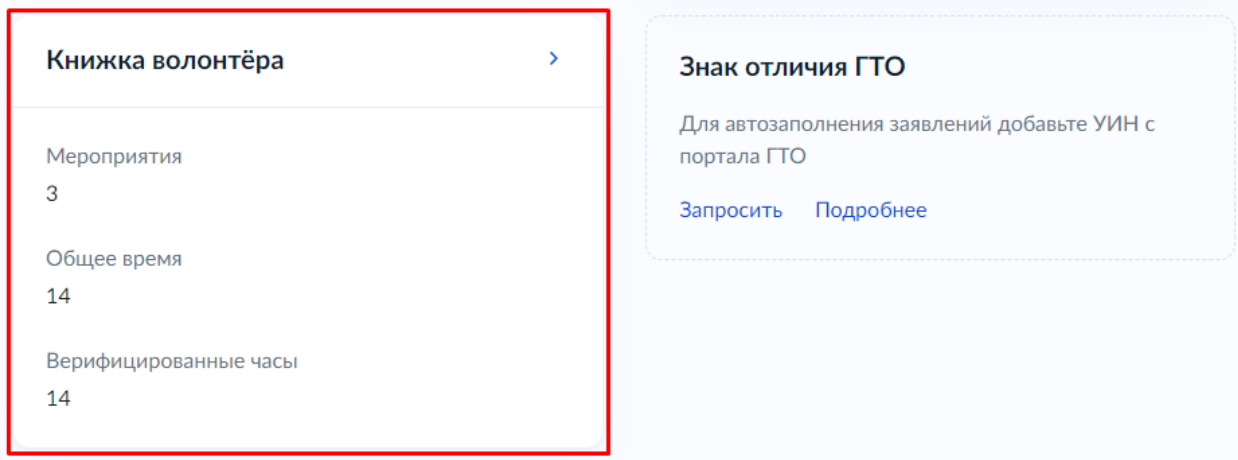 Книжка волонтёра
Мероприятия
3
Общее время
14
Верифицированные часы
14
Знак отличия ГТО
Для автозаполнения заявлений добавьте УИН с
портала ГТО
Запросить Подробнее